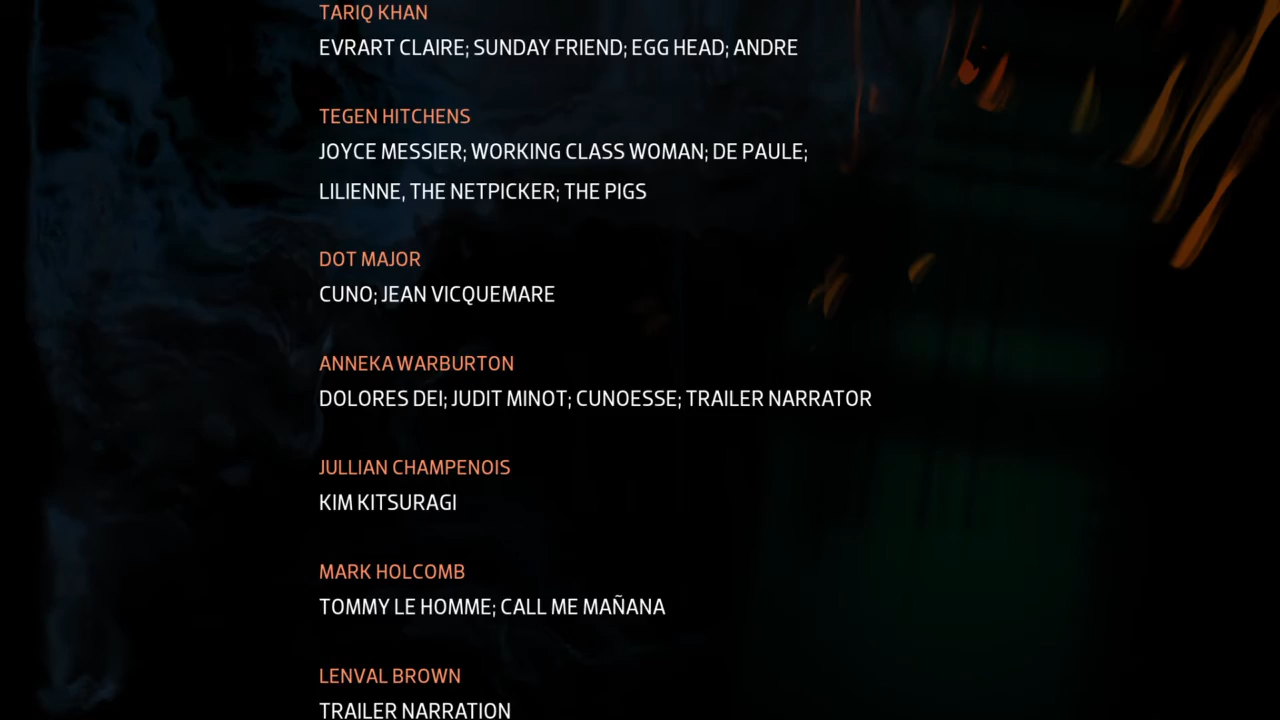 TARIQ KHAN
EVRART CLAIRE; SUNDAY FRIEND; EGG HEAD; ANDRE
TEGEN HITCHENS
JOYCE MESSIER; WORKING CLASS WOMAN; DE PAULE;
LILIENNE, THE NETPICKER; THE PIGS
DOT MAJOR
CUNO; JEAN VICQUEMARE
ANNEKA WARBURTON
DOLORES DEI; JUDIT MINOT; CUNOESSE; TRAILER NARRATOR
JULLIAN CHAMPENOIS
KIM KITSURAGI
MARK HOLCOMB
TOMMY LE HOMME; CALL ME MAÑANA
LENVAL BROWN
TRAILER NARRATION